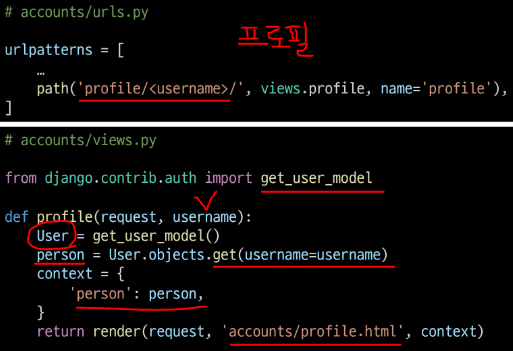 # accounts/urls.py
프로필
urlpatterns = [
    …
    path('profile/<username>/', views.profile, name='profile'),
]
# accounts/views.py
from django.contrib.auth import get_user_model
def profile(request, username):
    User = get_user_model()
    person = User.objects.get(username=username)
    context = {
        'person': person,
    }
    return render(request, 'accounts/profile.html', context)